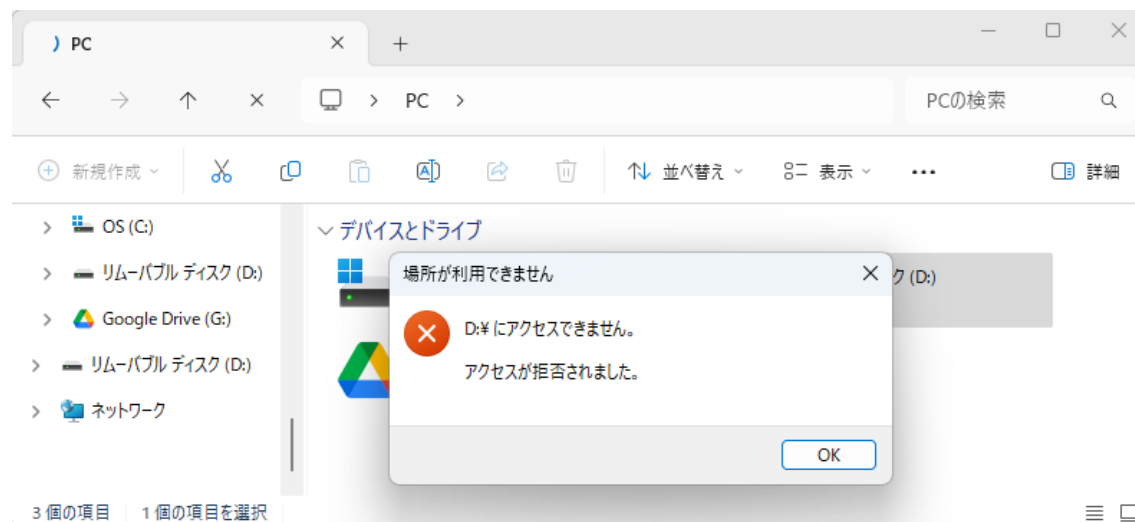 PC
PC
PCの検索
新規作成
並べ替え
表示
詳細
OS (C:)
リムーバブル ディスク (D:)
Google Drive (G:)
リムーバブル ディスク (D:)
ネットワーク
デバイスとドライブ
ク (D:)
場所が利用できません
D:¥ にアクセスできません。
アクセスが拒否されました。
OK
3 個の項目
1 個の項目を選択